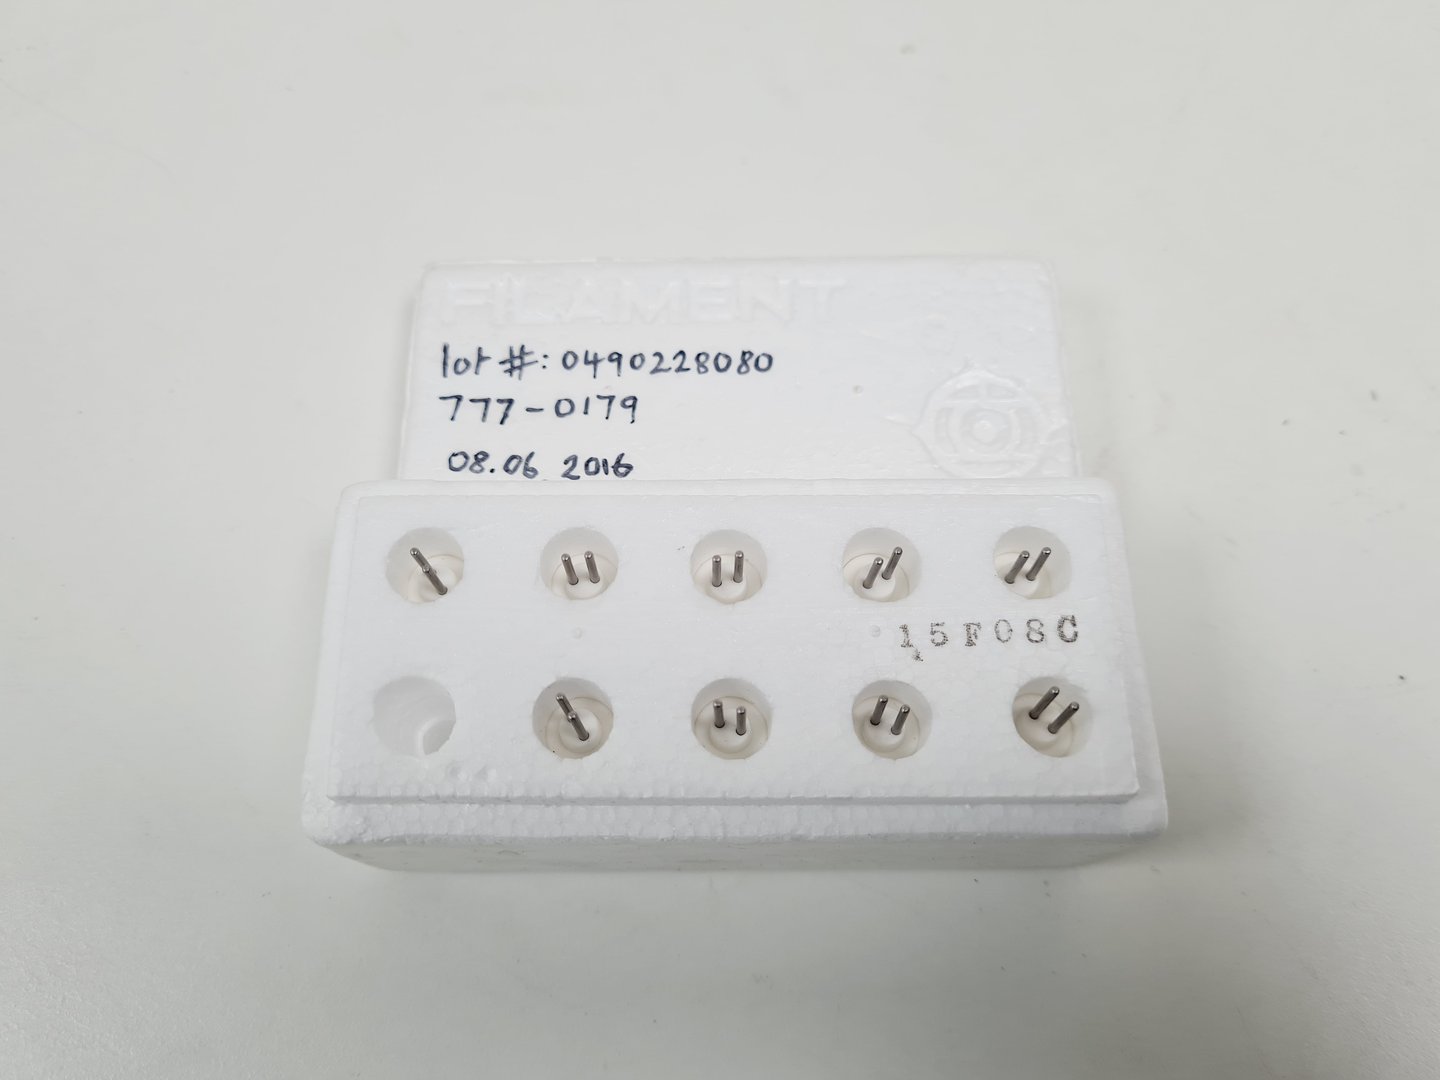 FILAMENT
lot #: 0490228080
777-0179
08.06 2016
15F08C